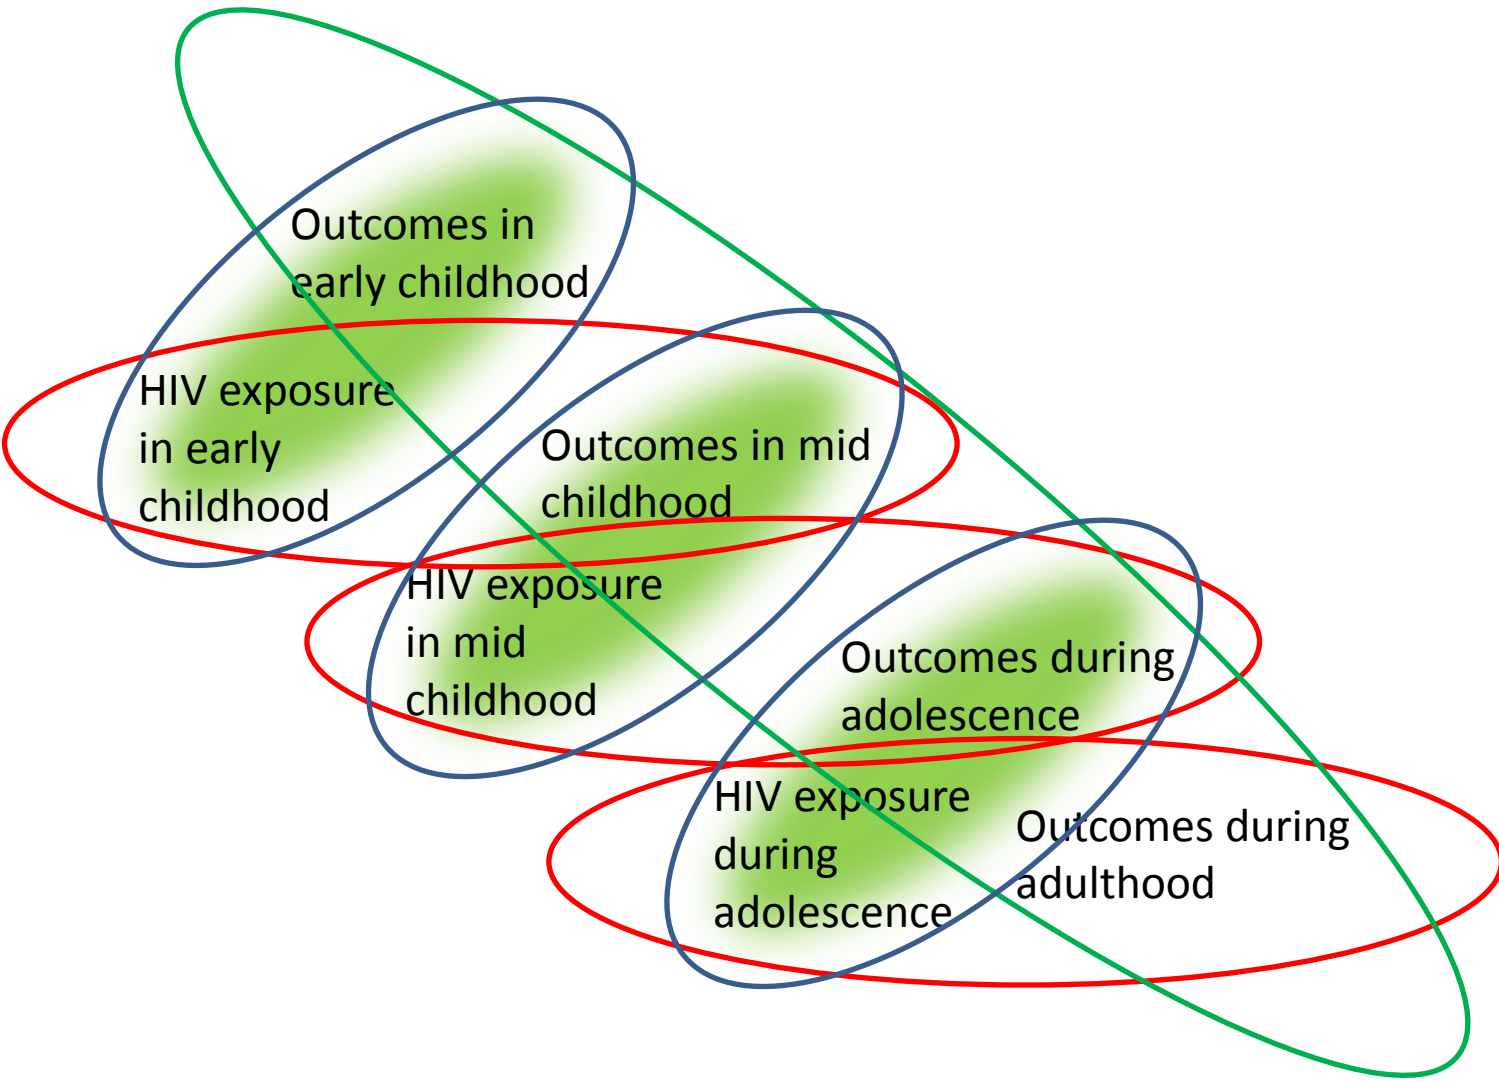 Outcomes in
early childhood
HIV exposure
in early
childhood
Outcomes in mid
childhood
HIV exposure
in mid
childhood
Outcomes during
adolescence
HIV exposure
during
adolescence
Outcomes during
adulthood